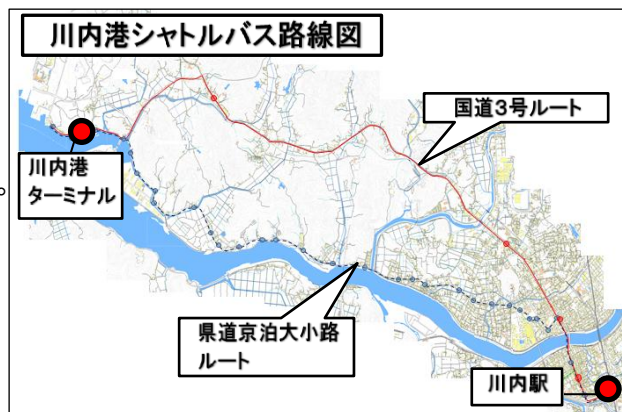 川内港シャトルバス路線図
国道3号ルート
川内港
ターミナル
県道京泊大小路
ルート
川内駅